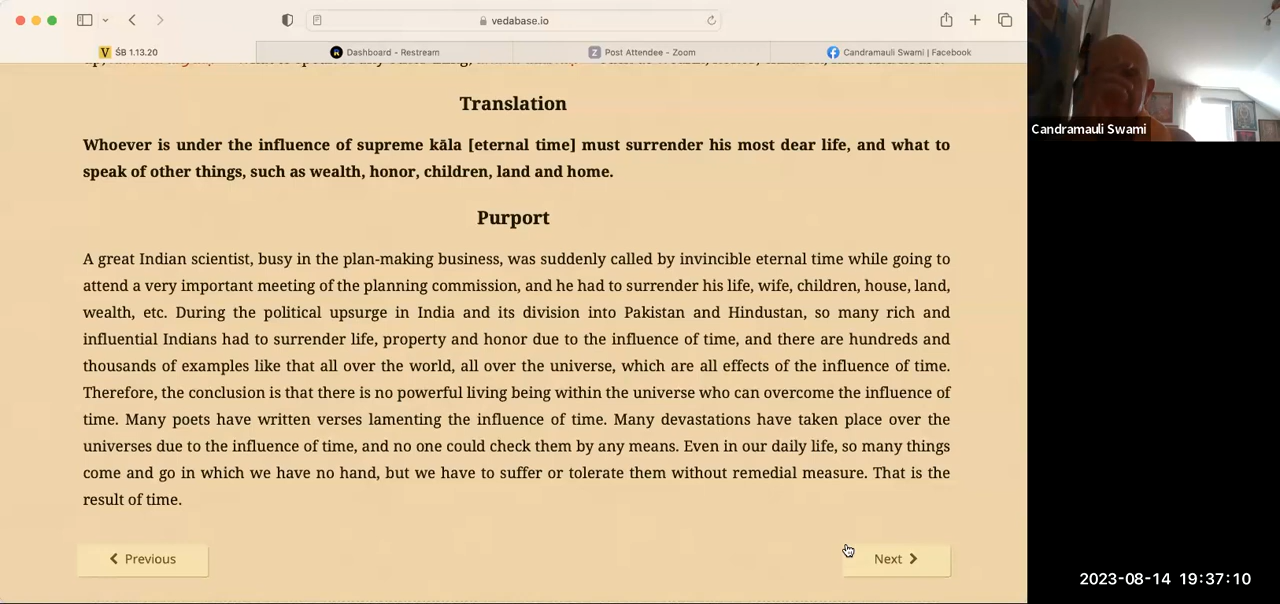 vedabase.io
ŚB 1.13.20
Dashboard - Restream
Post Attendee - Zoom
Candramauli Swami | Facebook
Translation
Whoever is under the influence of supreme kāla [eternal time] must surrender his most dear life, and what to
speak of other things, such as wealth, honor, children, land and home.
Purport
A great Indian scientist, busy in the plan-making business, was suddenly called by invincible eternal time while going to
attend a very important meeting of the planning commission, and he had to surrender his life, wife, children, house, land,
wealth, etc. During the political upsurge in India and its division into Pakistan and Hindustan, so many rich and
influential Indians had to surrender life, property and honor due to the influence of time, and there are hundreds and
thousands of examples like that all over the world, all over the universe, which are all effects of the influence of time.
Therefore, the conclusion is that there is no powerful living being within the universe who can overcome the influence of
time. Many poets have written verses lamenting the influence of time. Many devastations have taken place over the
universes due to the influence of time, and no one could check them by any means. Even in our daily life, so many things
come and go in which we have no hand, but we have to suffer or tolerate them without remedial measure. That is the
result of time.
Previous
Next
Candramauli Swami
2023-08-14 19:37:10